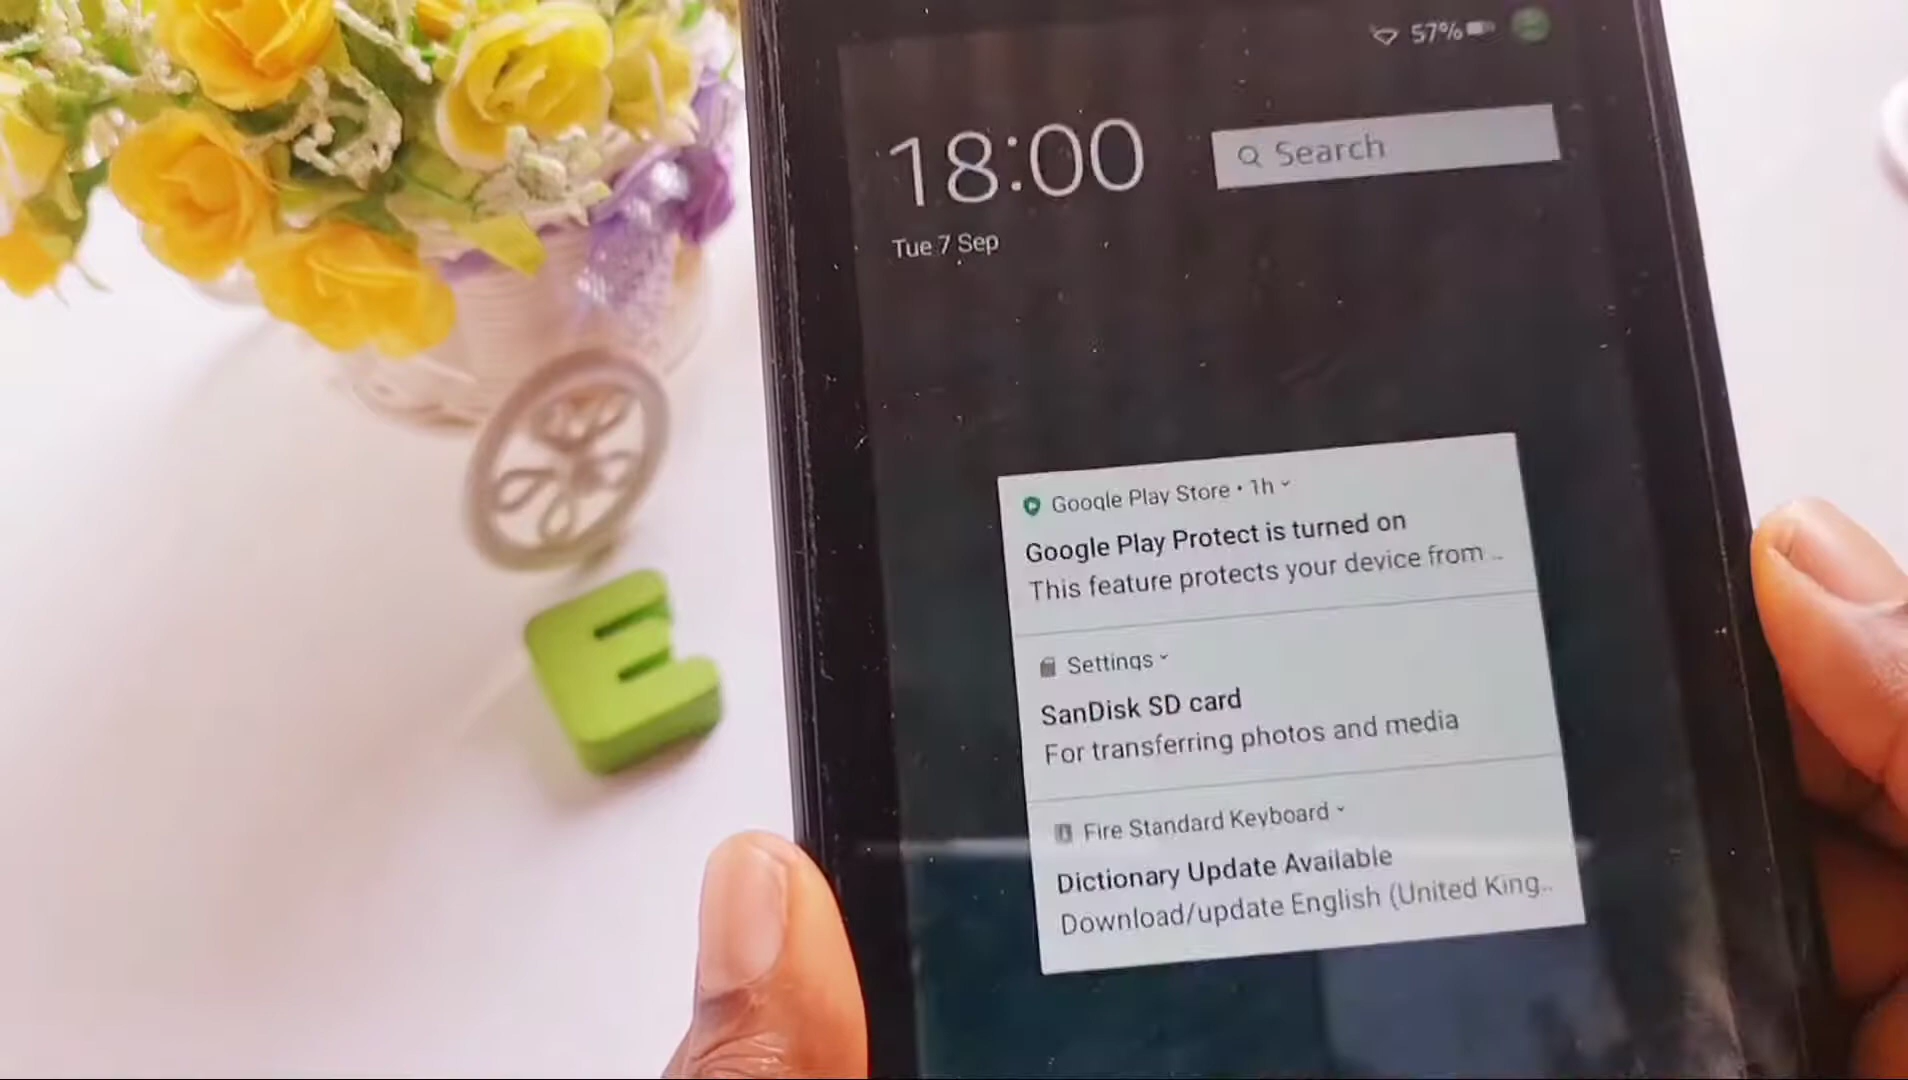 57%
18:00
Search
Tue 7 Sep
Google Play Store • 1h
Google Play Protect is turned on
This feature protects your device from ..
Settings
SanDisk SD card
For transferring photos and media
Fire Standard Keyboard
Dictionary Update Available
Download/update English (United King..
E